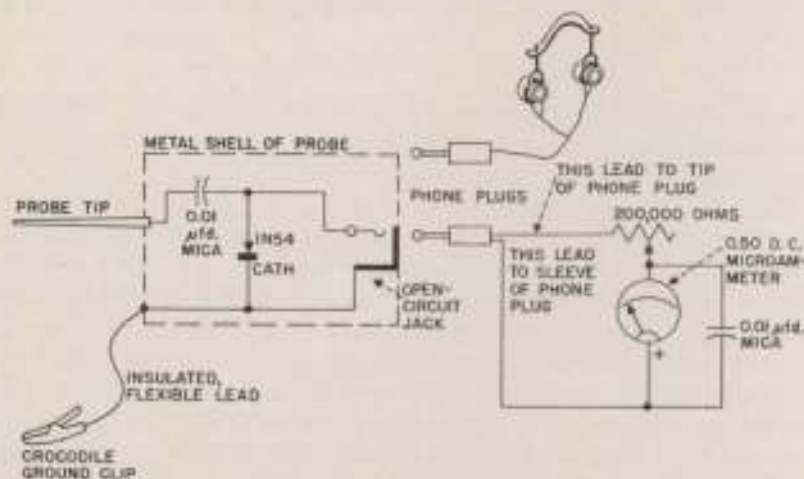 METAL SHELL OF PROBE
PROBE TIP
0.01
µfd.
MICA
IN54
CATH
OPEN-
CIRCUIT
JACK
INSULATED,
FLEXIBLE LEAD
CROCODILE
GROUND CLIP
PHONE PLUGS
THIS LEAD TO TIP
OF PHONE PLUG
200,000 OHMS
THIS LEAD
TO SLEEVE
OF PHONE
PLUG
0.50 D. C.
MICROAM-
METER
+
0.01 µfd.
MICA